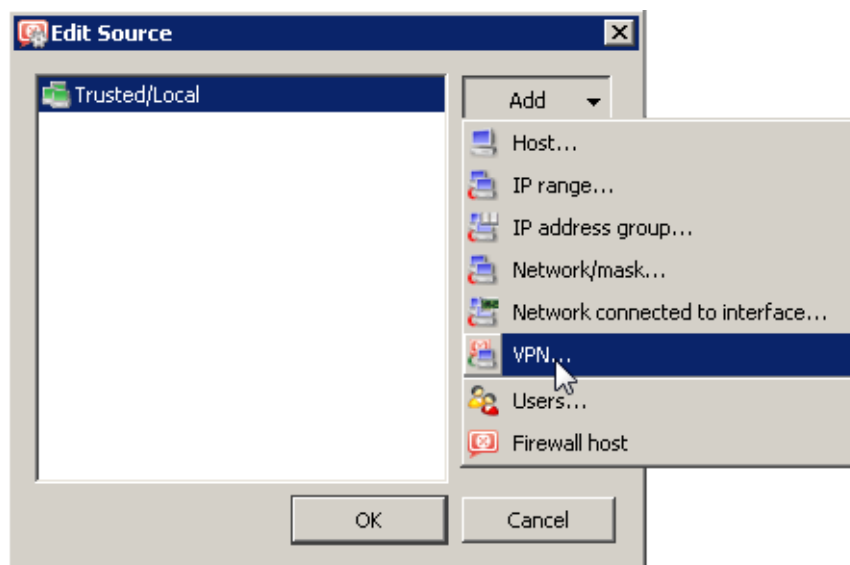 Edit Source
Trusted/Local
Add
Host...
IP range...
IP address group...
Network/mask...
Network connected to interface...
VPN...
Users...
Firewall host
OK
Cancel